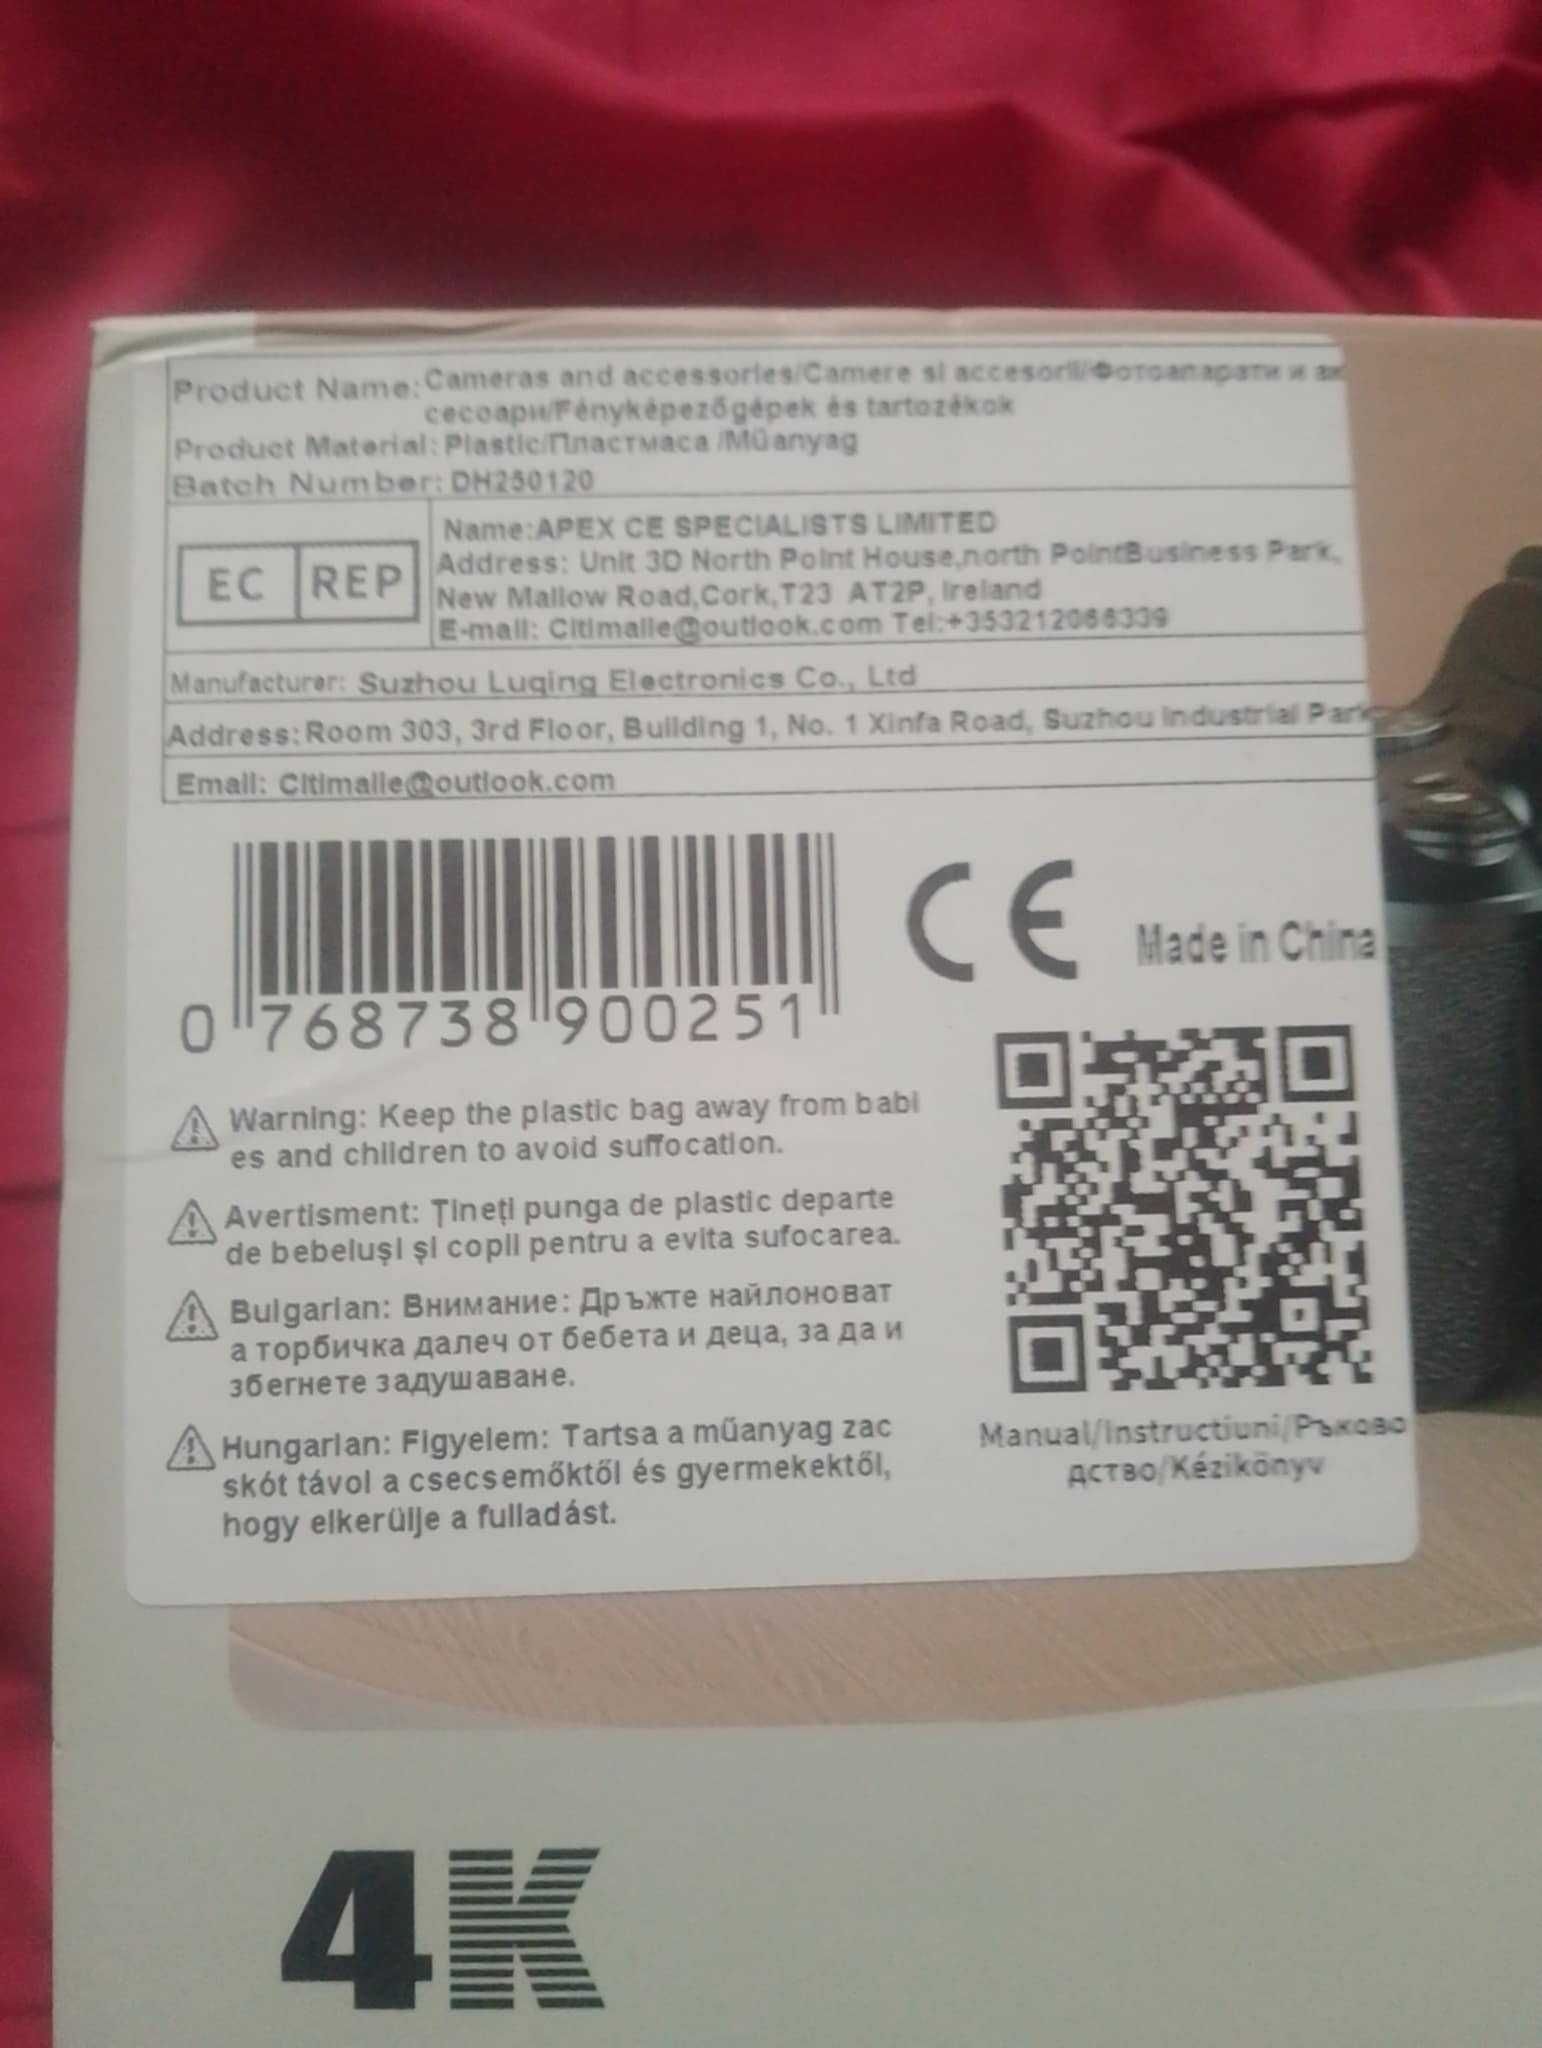 Product Name: Cameras and accessories/Camere si accesorii/Фотоапарати и ак
сесоари/Fényképezőgépek és tartozékok
Product Material: Plastic/Пластмаса /Műanyag
Batch Number: DH250120
EC REP
Name:APEX CE SPECIALISTS LIMITED
Address: Unit 3D North Point House,north PointBusiness Park,
New Mallow Road,Cork,T23 AT2P, Ireland
E-mail: Citimalle@outlook.com Tel:+353212066339
Manufacturer: Suzhou Luqing Electronics Co., Ltd
Address: Room 303, 3rd Floor, Building 1, No. 1 Xinfa Road, Suzhou Industrial Park
Email: Citimalle@outlook.com
CE
Made in China
0 768738 900251
Warning: Keep the plastic bag away from babi
es and children to avoid suffocation.
Avertisment: Țineți punga de plastic departe
de bebeluși și copii pentru a evita sufocarea.
Bulgarian: Внимание: Дръжте найлоноват
а торбичка далеч от бебета и деца, за да и
збегнете задушаване.
Hungarian: Figyelem: Tartsa a műanyag zac
skót távol a csecsemőktől és gyermekektől,
hogy elkerülje a fulladást.
Manual/Instructiuni/Ръково
дство/Kézikönyv
4K